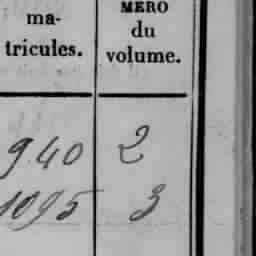 ma-
tricules.
MERO
du
volume.
940 2
1095 3